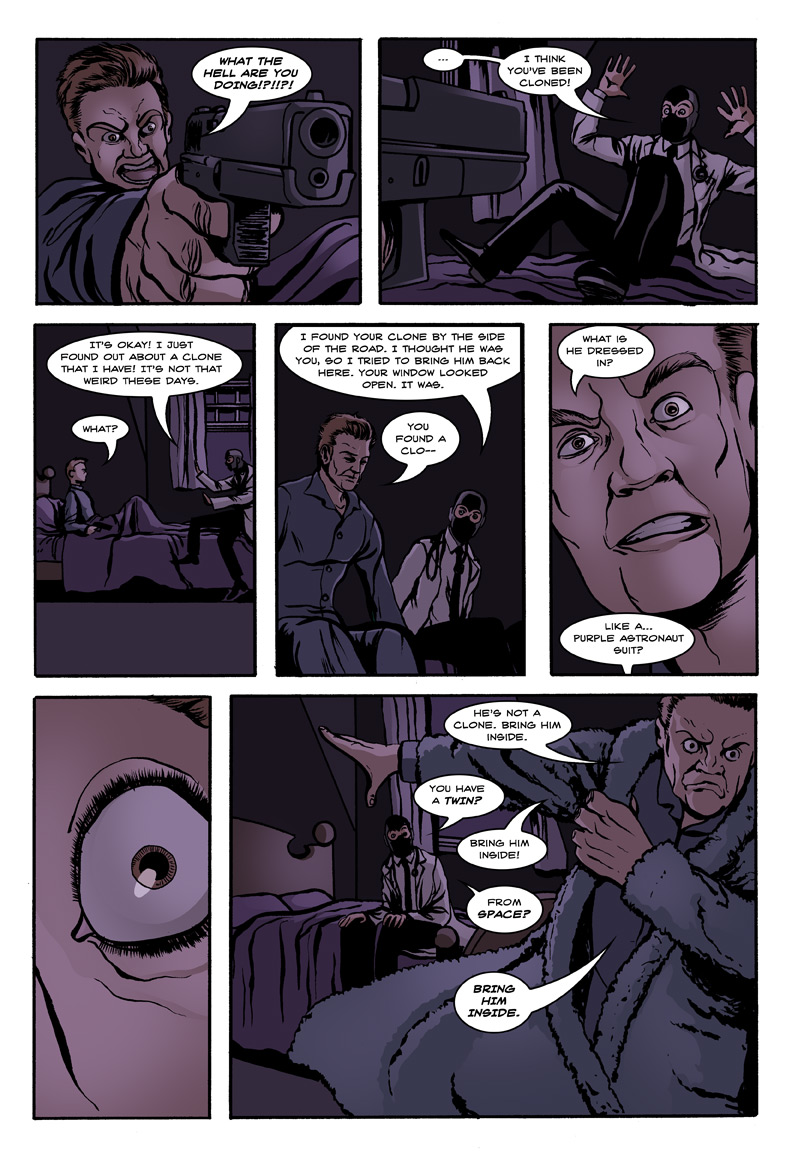 WHAT THE
HELL ARE YOU
DOING!?!!?!
...
I THINK
YOU'VE BEEN
CLONED!
IT'S OKAY! I JUST
FOUND OUT ABOUT A CLONE
THAT I HAVE! IT'S NOT THAT
WEIRD THESE DAYS.
WHAT?
I FOUND YOUR CLONE BY THE SIDE
OF THE ROAD. I THOUGHT HE WAS
YOU, SO I TRIED TO BRING HIM BACK
HERE. YOUR WINDOW LOOKED
OPEN. IT WAS.
YOU
FOUND A
CLO--
WHAT IS
HE DRESSED
IN?
LIKE A...
PURPLE ASTRONAUT
SUIT?
HE'S NOT A
CLONE. BRING HIM
INSIDE.
YOU HAVE
A TWIN?
BRING HIM
INSIDE!
FROM
SPACE?
BRING
HIM
INSIDE.